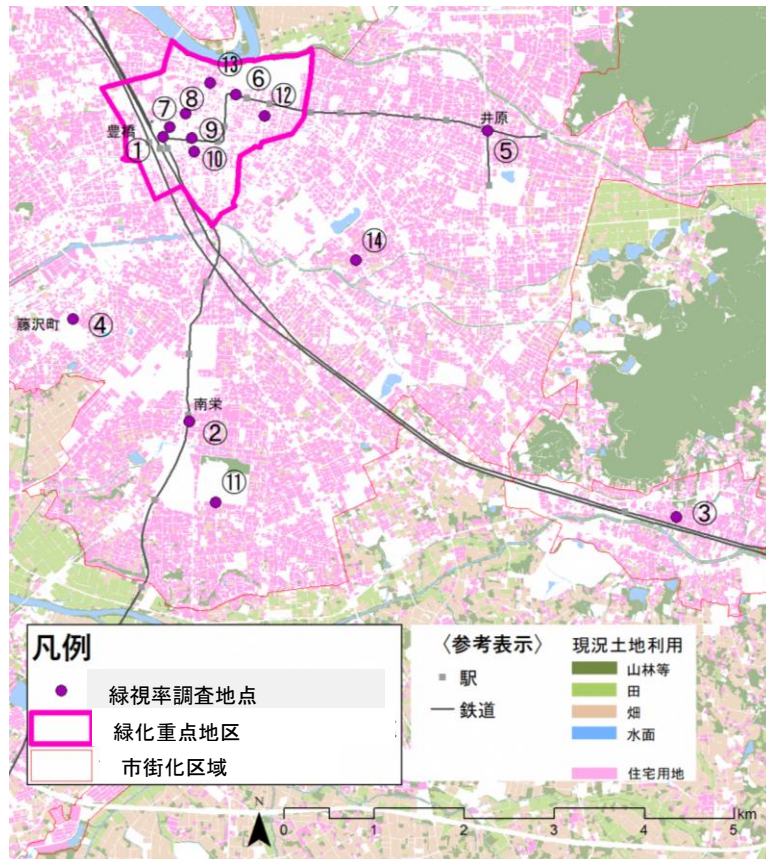 ⑬
⑥
⑧
⑫
⑦
豊橋
⑨
井原
①
⑩
⑤
⑭
藤沢町
④
南栄
②
⑪
③
凡例
緑視率調査地点
緑化重点地区
市街化区域
〈参考表示〉
駅
鉄道
現況土地利用
山林等
田
畑
水面
住宅用地
N
0 1 2 3 4 5 km